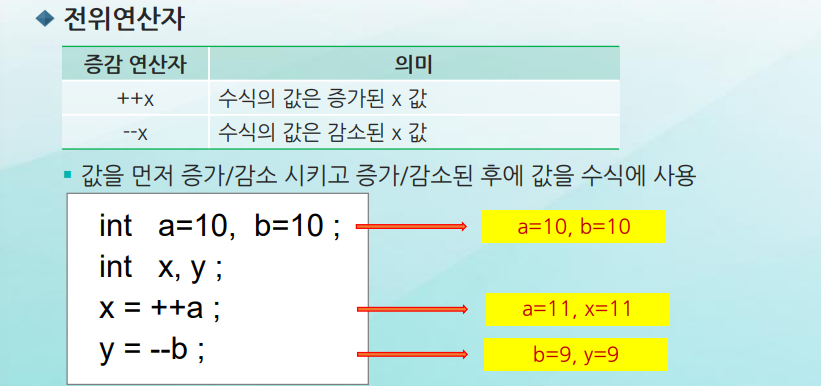 전위연산자
증감 연산자 의미
++x 수식의 값은 증가된 x 값
--x 수식의 값은 감소된 x 값
값을 먼저 증가/감소 시키고 증가/감소된 후에 값을 수식에 사용
int a=10, b=10 ; a=10, b=10
int x, y ;
x = ++a ; a=11, x=11
y = --b ; b=9, y=9